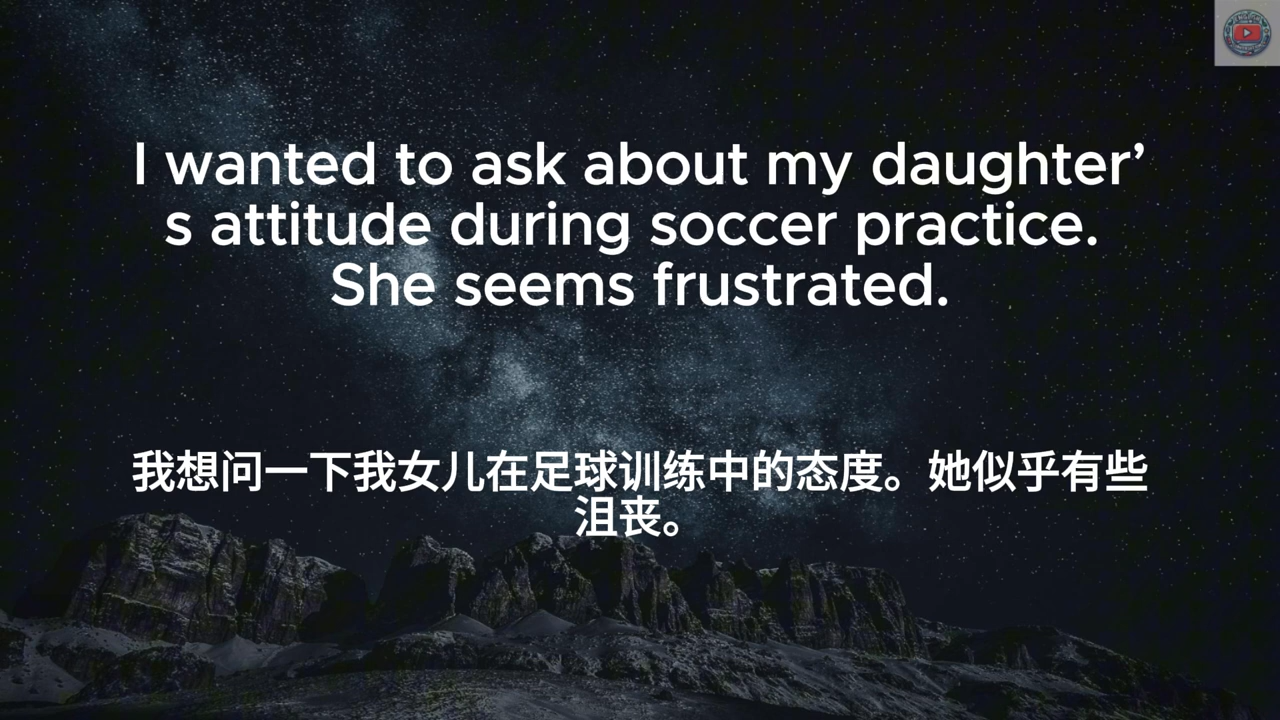 I wanted to ask about my daughter’
s attitude during soccer practice.
She seems frustrated.
我想问一下我女儿在足球训练中的态度。她似乎有些
沮丧。